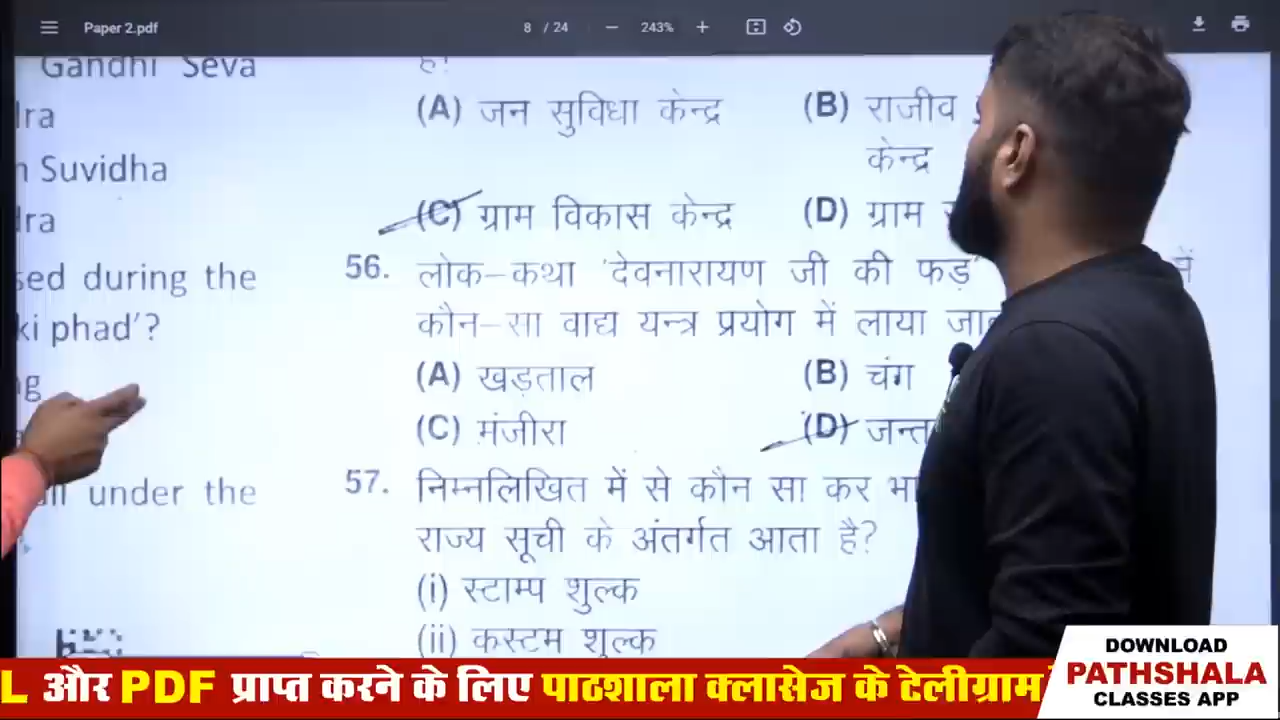 Paper 2.pdf
8 / 24
243%
Gandhi Seva
है?
dra
(A) जन सुविधा केन्द्र
(B) राजीव
n Suvidha
केन्द्र
dra
(C) ग्राम विकास केन्द्र
(D) ग्राम
sed during the
56. लोक-कथा 'देवनारायण जी की फड़' में
ki phad'?
कौन-सा वाद्य यन्त्र प्रयोग में लाया
(A) खड़ताल
(B) चंग
(C) मंजीरा
(D) जन्त
under the
57. निम्नलिखित में से कौन सा कर
राज्य सूची के अंतर्गत आता है?
(i) स्टाम्प शुल्क
(ii) कस्टम शुल्क
L और PDF प्राप्त करने के लिए पाठशाला क्लासेज के टेलीग्राम
DOWNLOAD
PATHSHALA
CLASSES APP